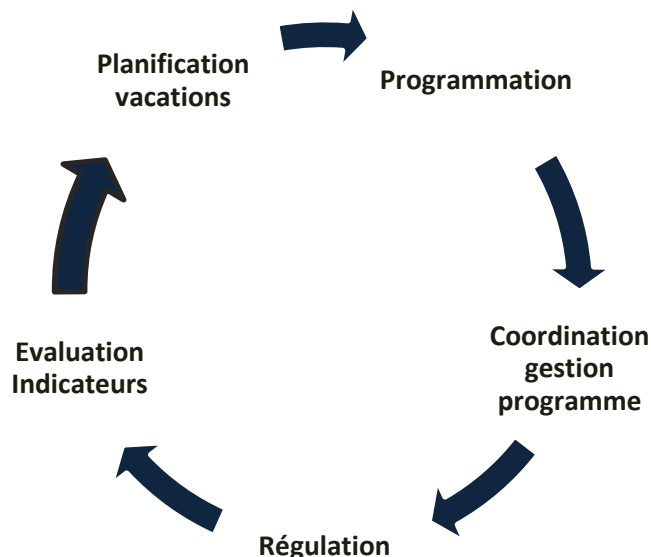 Planification
vacations
Programmation
Coordination
gestion
programme
Régulation
Evaluation
Indicateurs